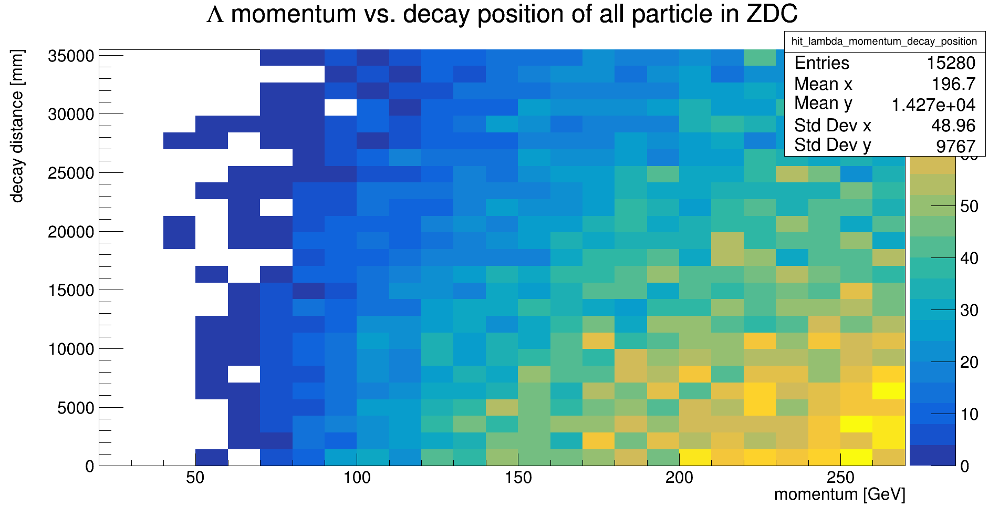 Λ momentum vs. decay position of all particle in ZDC
hit_lambda_momentum_decay_position
Entries 15280
Mean x 196.7
Mean y 1.427e+04
Std Dev x 48.96
Std Dev y 9767
decay distance [mm]
35000
30000
25000
20000
15000
10000
5000
0
50 100 150 200 250
momentum [GeV]
50
40
30
20
10
0